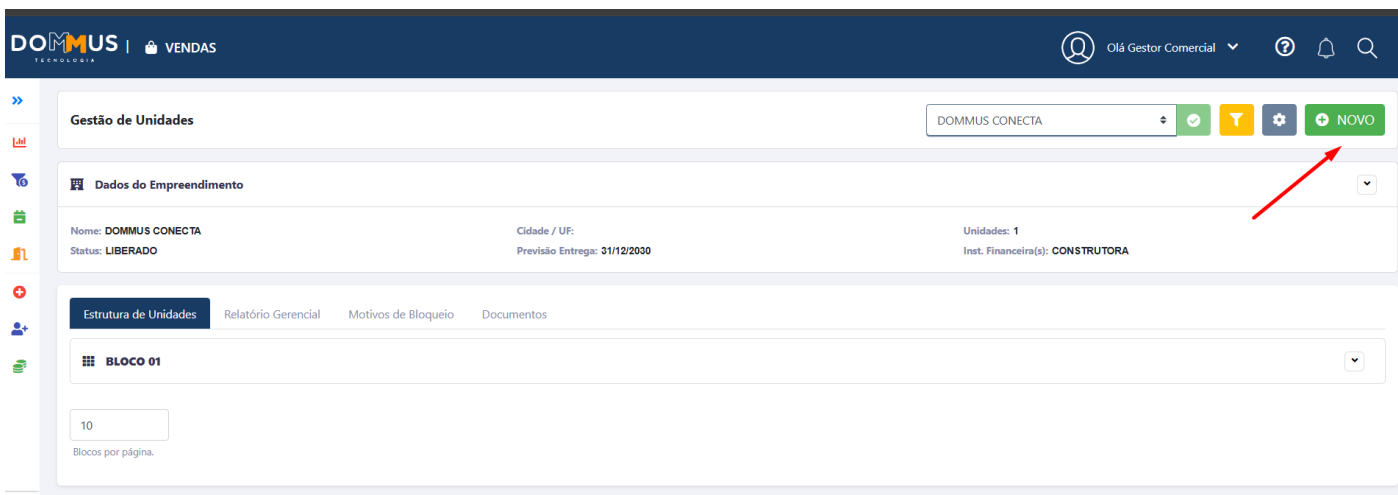 DOMMUS | VENDAS
TECNOLOGIA
Olá Gestor Comercial
Gestão de Unidades
DOMMUS CONECTA
NOVO
Dados do Empreendimento
Nome: DOMMUS CONECTA
Cidade / UF:
Unidades: 1
Status: LIBERADO
Previsão Entrega: 31/12/2030
Inst. Financeira(s): CONSTRUTORA
Estrutura de Unidades
Relatório Gerencial
Motivos de Bloqueio
Documentos
BLOCO 01
10
Blocos por página.